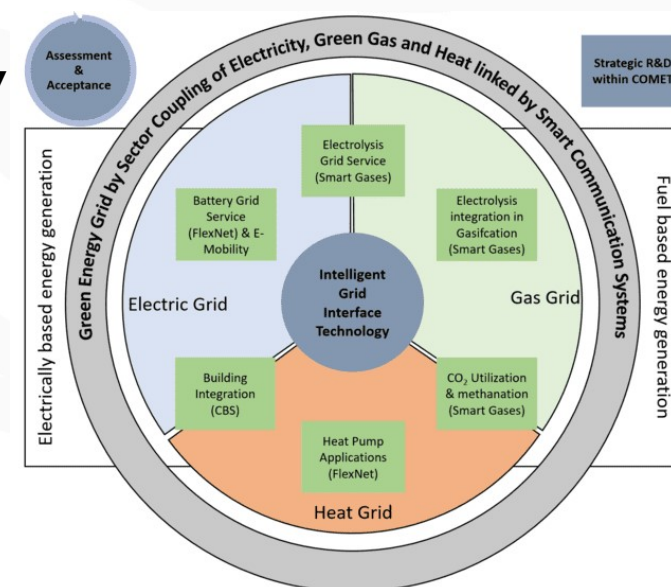 Assessment
&
Acceptance
Strategic R&D
within COMET
Green Energy Grid by Sector Coupling of Electricity, Green Gas and Heat linked by Smart Communication Systems
Electrically based energy generation
Fuel based energy generation
Electrolysis
Grid Service
(Smart Gases)
Battery Grid
Service
(FlexNet) & E-
Mobility
Electrolysis
integration in
Gasifcation
(Smart Gases)
Intelligent
Grid
Interface
Technology
Electric Grid
Gas Grid
Building
Integration
(CBS)
CO₂ Utilization
& methanation
(Smart Gases)
Heat Pump
Applications
(FlexNet)
Heat Grid